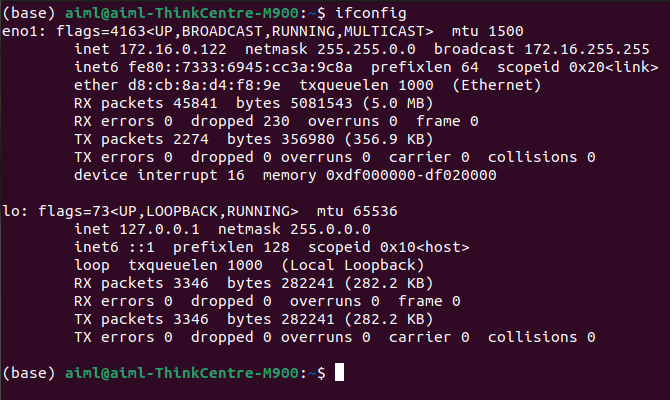 (base) aiml@aiml-ThinkCentre-M900:~$ ifconfig
eno1: flags=4163<UP,BROADCAST,RUNNING,MULTICAST>  mtu 1500
        inet 172.16.0.122  netmask 255.255.0.0  broadcast 172.16.255.255
        inet6 fe80::7333:6945:cc3a:9c8a  prefixlen 64  scopeid 0x20<link>
        ether d8:cb:8a:d4:f8:9e  txqueuelen 1000  (Ethernet)
        RX packets 45841  bytes 5081543 (5.0 MB)
        RX errors 0  dropped 230  overruns 0  frame 0
        TX packets 2274  bytes 356980 (356.9 KB)
        TX errors 0  dropped 0 overruns 0  carrier 0  collisions 0
        device interrupt 16  memory 0xdf000000-df020000

lo: flags=73<UP,LOOPBACK,RUNNING>  mtu 65536
        inet 127.0.0.1  netmask 255.0.0.0
        inet6 ::1  prefixlen 128  scopeid 0x10<host>
        loop  txqueuelen 1000  (Local Loopback)
        RX packets 3346  bytes 282241 (282.2 KB)
        RX errors 0  dropped 0  overruns 0  frame 0
        TX packets 3346  bytes 282241 (282.2 KB)
        TX errors 0  dropped 0 overruns 0  carrier 0  collisions 0

(base) aiml@aiml-ThinkCentre-M900:~$